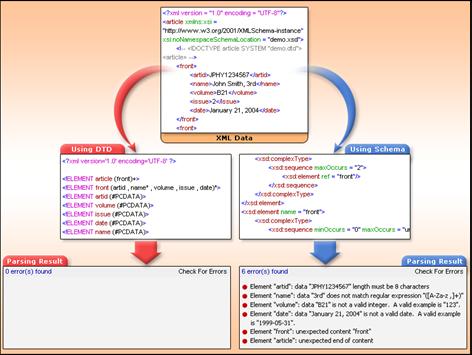 <?xml version = "1.0" encoding = "UTF-8"?>
<article xmlns:xsi =
"http://www.w3.org/2001/XMLSchema-instance"
xsi:noNamespaceSchemaLocation = "demo.xsd">
<!-- <!DOCTYPE article SYSTEM "demo.dtd">
<article> -->
<front>
<artid>JPHY1234567</artid>
<name>John Smith, 3rd</name>
<volume>B21</volume>
<issue>2</issue>
<date>January 21, 2004</date>
</front>
<front>
XML Data
Using DTD
<?xml version="1.0" encoding="UTF-8" ?>
<!ELEMENT article (front)+>
<!ELEMENT front (artid , name* , volume , issue , date)*>
<!ELEMENT artid (#PCDATA)>
<!ELEMENT volume (#PCDATA)>
<!ELEMENT issue (#PCDATA)>
<!ELEMENT date (#PCDATA)>
<!ELEMENT name (#PCDATA)>
Using Schema
<xsd:complexType>
<xsd:sequence maxOccurs = "2">
<xsd:element ref = "front"/>
</xsd:sequence>
</xsd:complexType>
</xsd:element>
<xsd:element name = "front">
<xsd:complexType>
<xsd:sequence minOccurs = "0" maxOccurs = "u
Parsing Result
0 error(s) found Check For Errors
Parsing Result
6 error(s) found Check For Errors
Element "artid": data "JPHY1234567" length must be 8 characters
Element "name": data "3rd" does not match regular expression "([A-Za-z ,]+)"
Element "volume": data "B21" is not a valid integer. A valid example is "123".
Element "date": data "January 21, 2004" is not a valid date. A valid example
is "1999-05-31".
Element "front": unexpected content "front"
Element "article": unexpected end of content